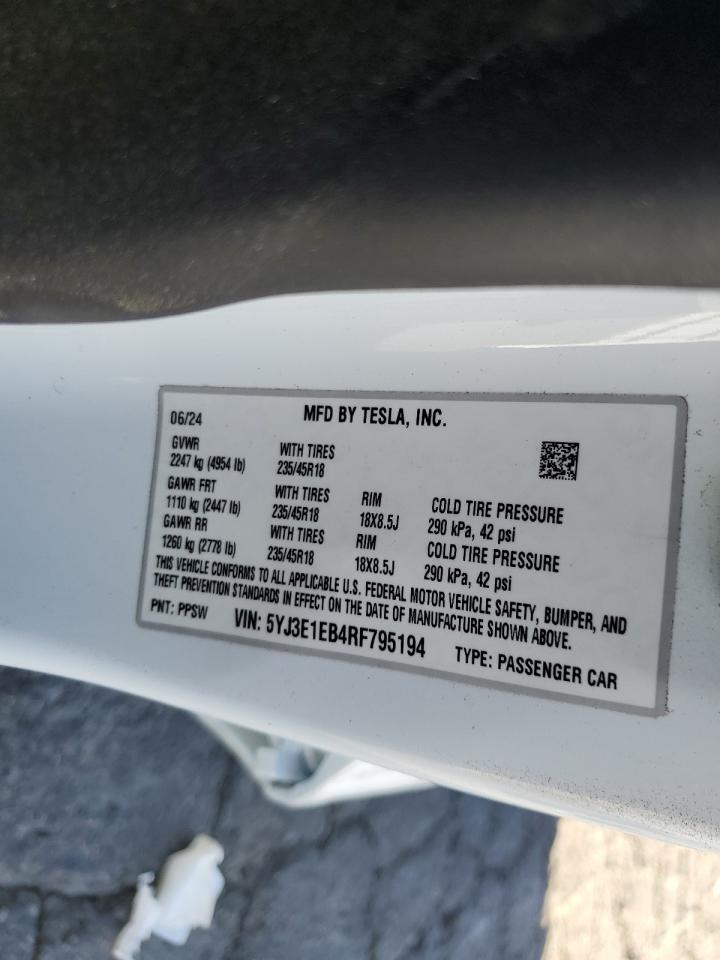 06/24 MFD BY TESLA, INC.
GVWR WITH TIRES
2247 kg (4954 lb) 235/45R18
GAWR FRT WITH TIRES RIM COLD TIRE PRESSURE
1110 kg (2447 lb) 235/45R18 18X8.5J 290 kPa, 42 psi
GAWR RR WITH TIRES RIM COLD TIRE PRESSURE
1260 kg (2778 lb) 235/45R18 18X8.5J 290 kPa, 42 psi
THIS VEHICLE CONFORMS TO ALL APPLICABLE U.S. FEDERAL MOTOR VEHICLE SAFETY, BUMPER, AND
THEFT PREVENTION STANDARDS IN EFFECT ON THE DATE OF MANUFACTURE SHOWN ABOVE.
PNT: PPSW VIN: 5YJ3E1EB4RF795194 TYPE: PASSENGER CAR